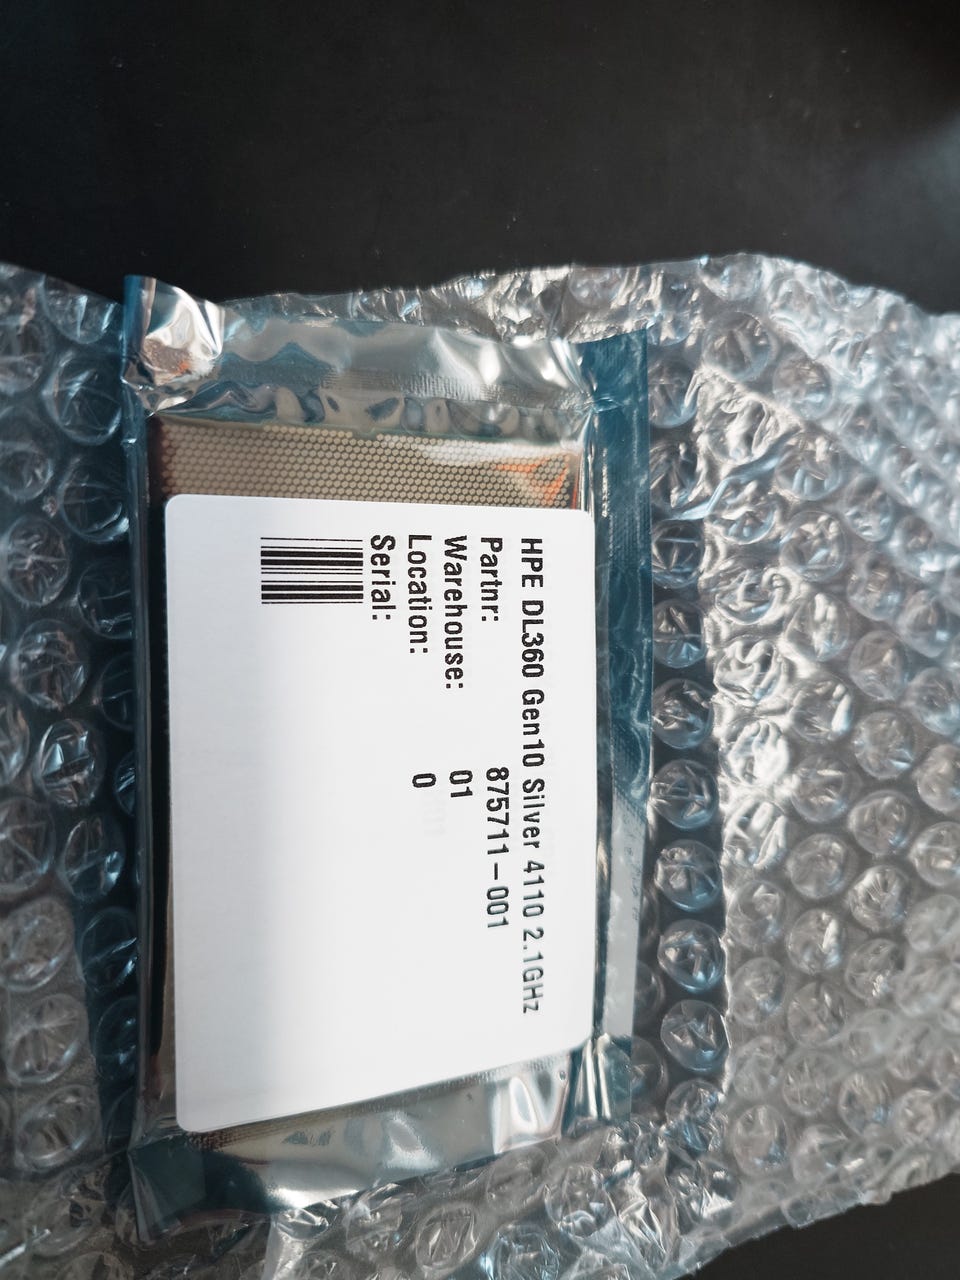 HPE DL360 Gen10 Silver 4110 2.1GHz
Partnr: 875711-001
Warehouse: 01
Location: 0
Serial: